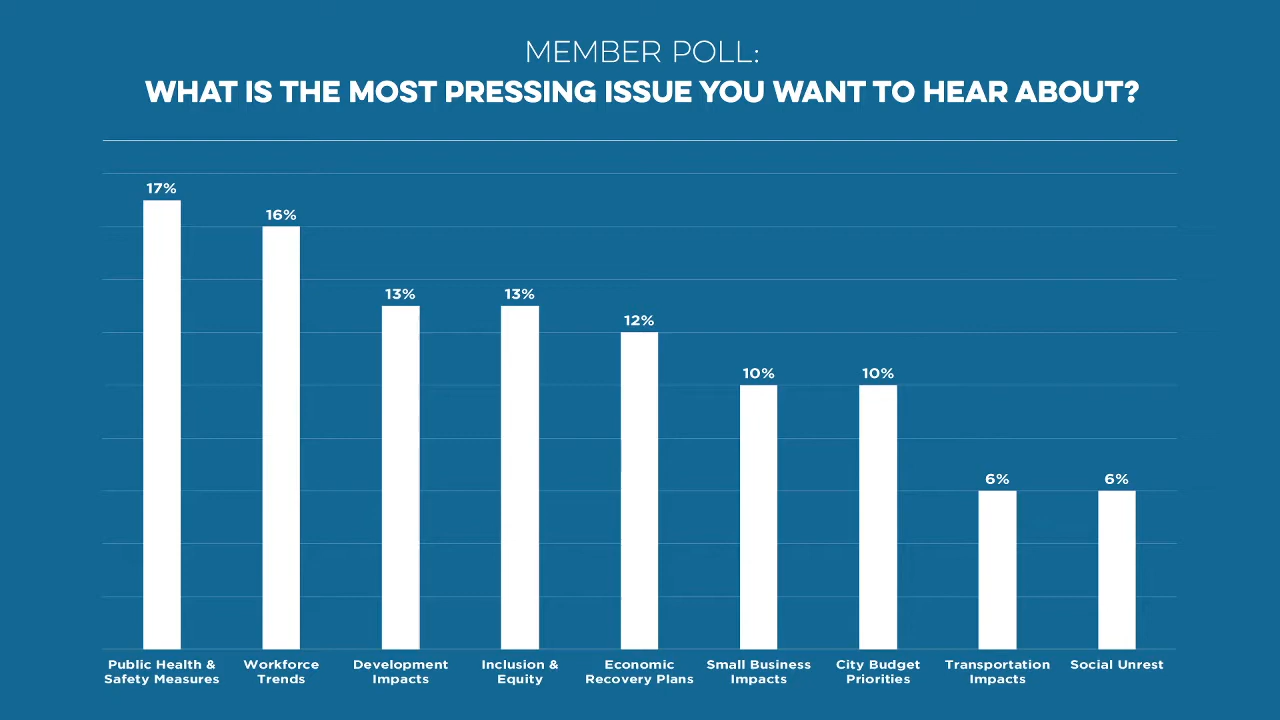 MEMBER POLL:
WHAT IS THE MOST PRESSING ISSUE YOU WANT TO HEAR ABOUT?
17%
16%
13%
13%
12%
10%
10%
6%
6%
Public Health &
Safety Measures
Workforce
Trends
Development
Impacts
Inclusion &
Equity
Economic
Recovery Plans
Small Business
Impacts
City Budget
Priorities
Transportation
Impacts
Social Unrest